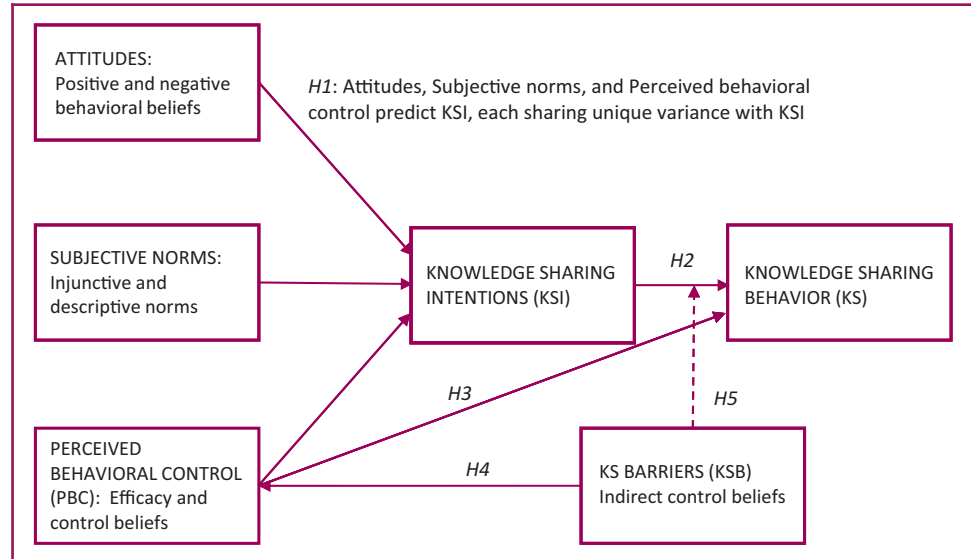 ATTITUDES:
Positive and negative
behavioral beliefs
H1: Attitudes, Subjective norms, and Perceived behavioral
control predict KSI, each sharing unique variance with KSI
SUBJECTIVE NORMS:
Injunctive and
descriptive norms
KNOWLEDGE SHARING
INTENTIONS (KSI)
H2
KNOWLEDGE SHARING
BEHAVIOR (KS)
H3
H5
PERCEIVED
BEHAVIORAL CONTROL
(PBC): Efficacy and
control beliefs
H4
KS BARRIERS (KSB)
Indirect control beliefs